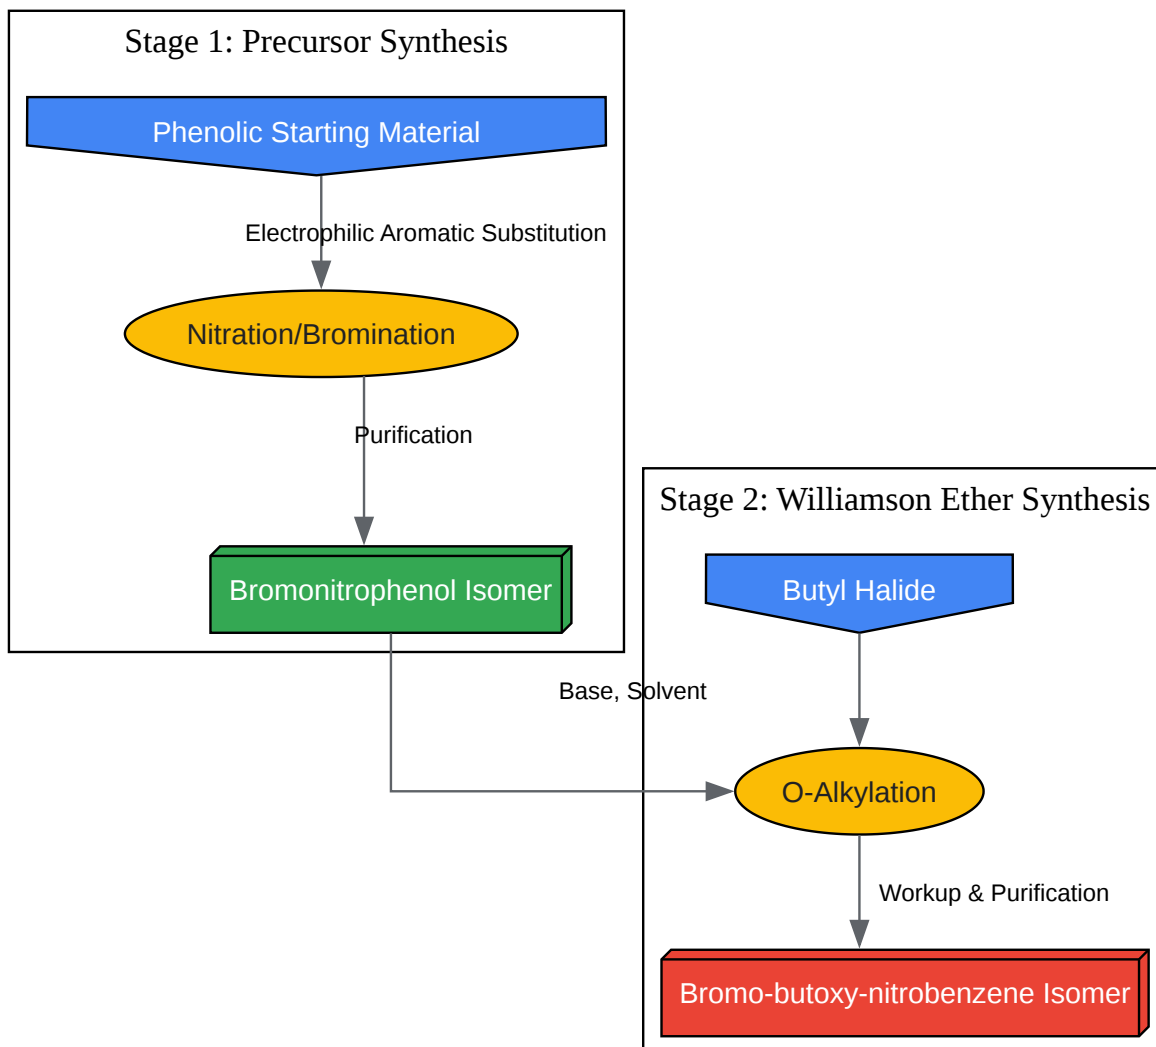 Stage 1: Precursor Synthesis
Phenolic Starting Material
Electrophilic Aromatic Substitution
Nitration/Bromination
Purification
Bromonitrophenol Isomer
Stage 2: Williamson Ether Synthesis
Butyl Halide
Base, Solvent
O-Alkylation
Workup & Purification
Bromo-butoxy-nitrobenzene Isomer